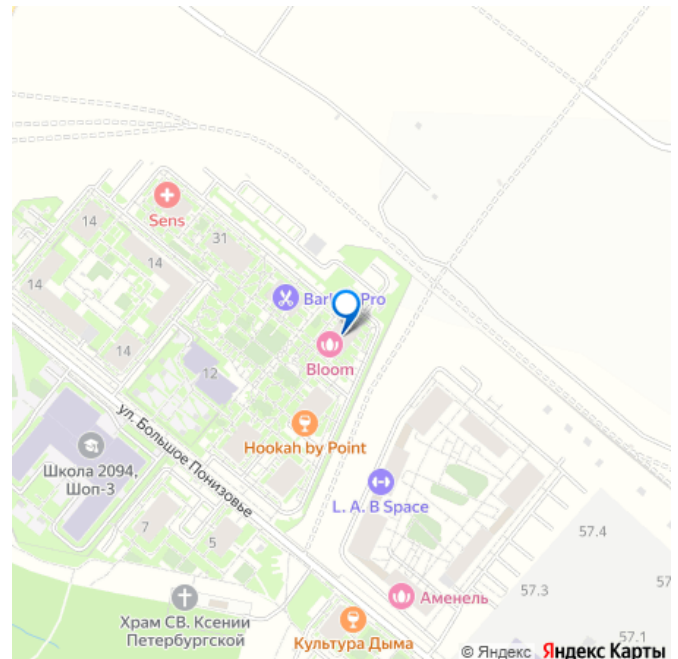 14
Sens
31
14
14
Bar Pro
Bloom
14
12
Hookah by Point
ул. Большое Понизовье
Школа 2094,
Шоп-3
L. A. B Space
7
5
57.4
57.3
57
57.1
Аменель
Храм СВ. Ксении
Петербургской
Культура Дыма
© Яндекс Яндекс Карты